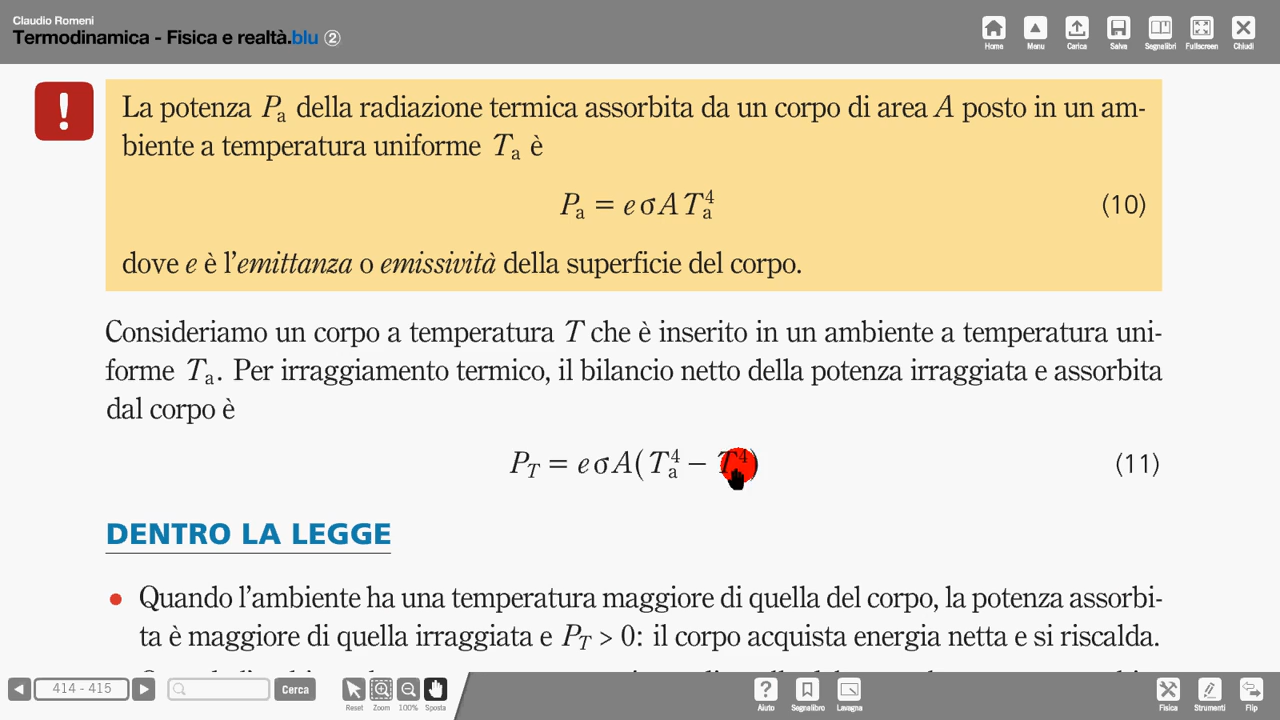 Claudio Romeni
Termodinamica - Fisica e realtà.blu 2
Home Menu Carica Salva Segnalibri Fullscreen Chiudi
!
La potenza Pa della radiazione termica assorbita da un corpo di area A posto in un am-
biente a temperatura uniforme Ta è
Pa = e σ A Ta⁴ (10)
dove e è l'emittanza o emissività della superficie del corpo.
Consideriamo un corpo a temperatura T che è inserito in un ambiente a temperatura uni-
forme Ta. Per irraggiamento termico, il bilancio netto della potenza irraggiata e assorbita
dal corpo è
PT = e σ A(Ta⁴ − T⁴) (11)
DENTRO LA LEGGE
• Quando l'ambiente ha una temperatura maggiore di quella del corpo, la potenza assorbi-
ta è maggiore di quella irraggiata e PT > 0: il corpo acquista energia netta e si riscalda.
414 - 415 Cerca Reset Zoom 100% Sposta ? Aiuto Segnalibro Lavagna Fisica Strumenti Flip